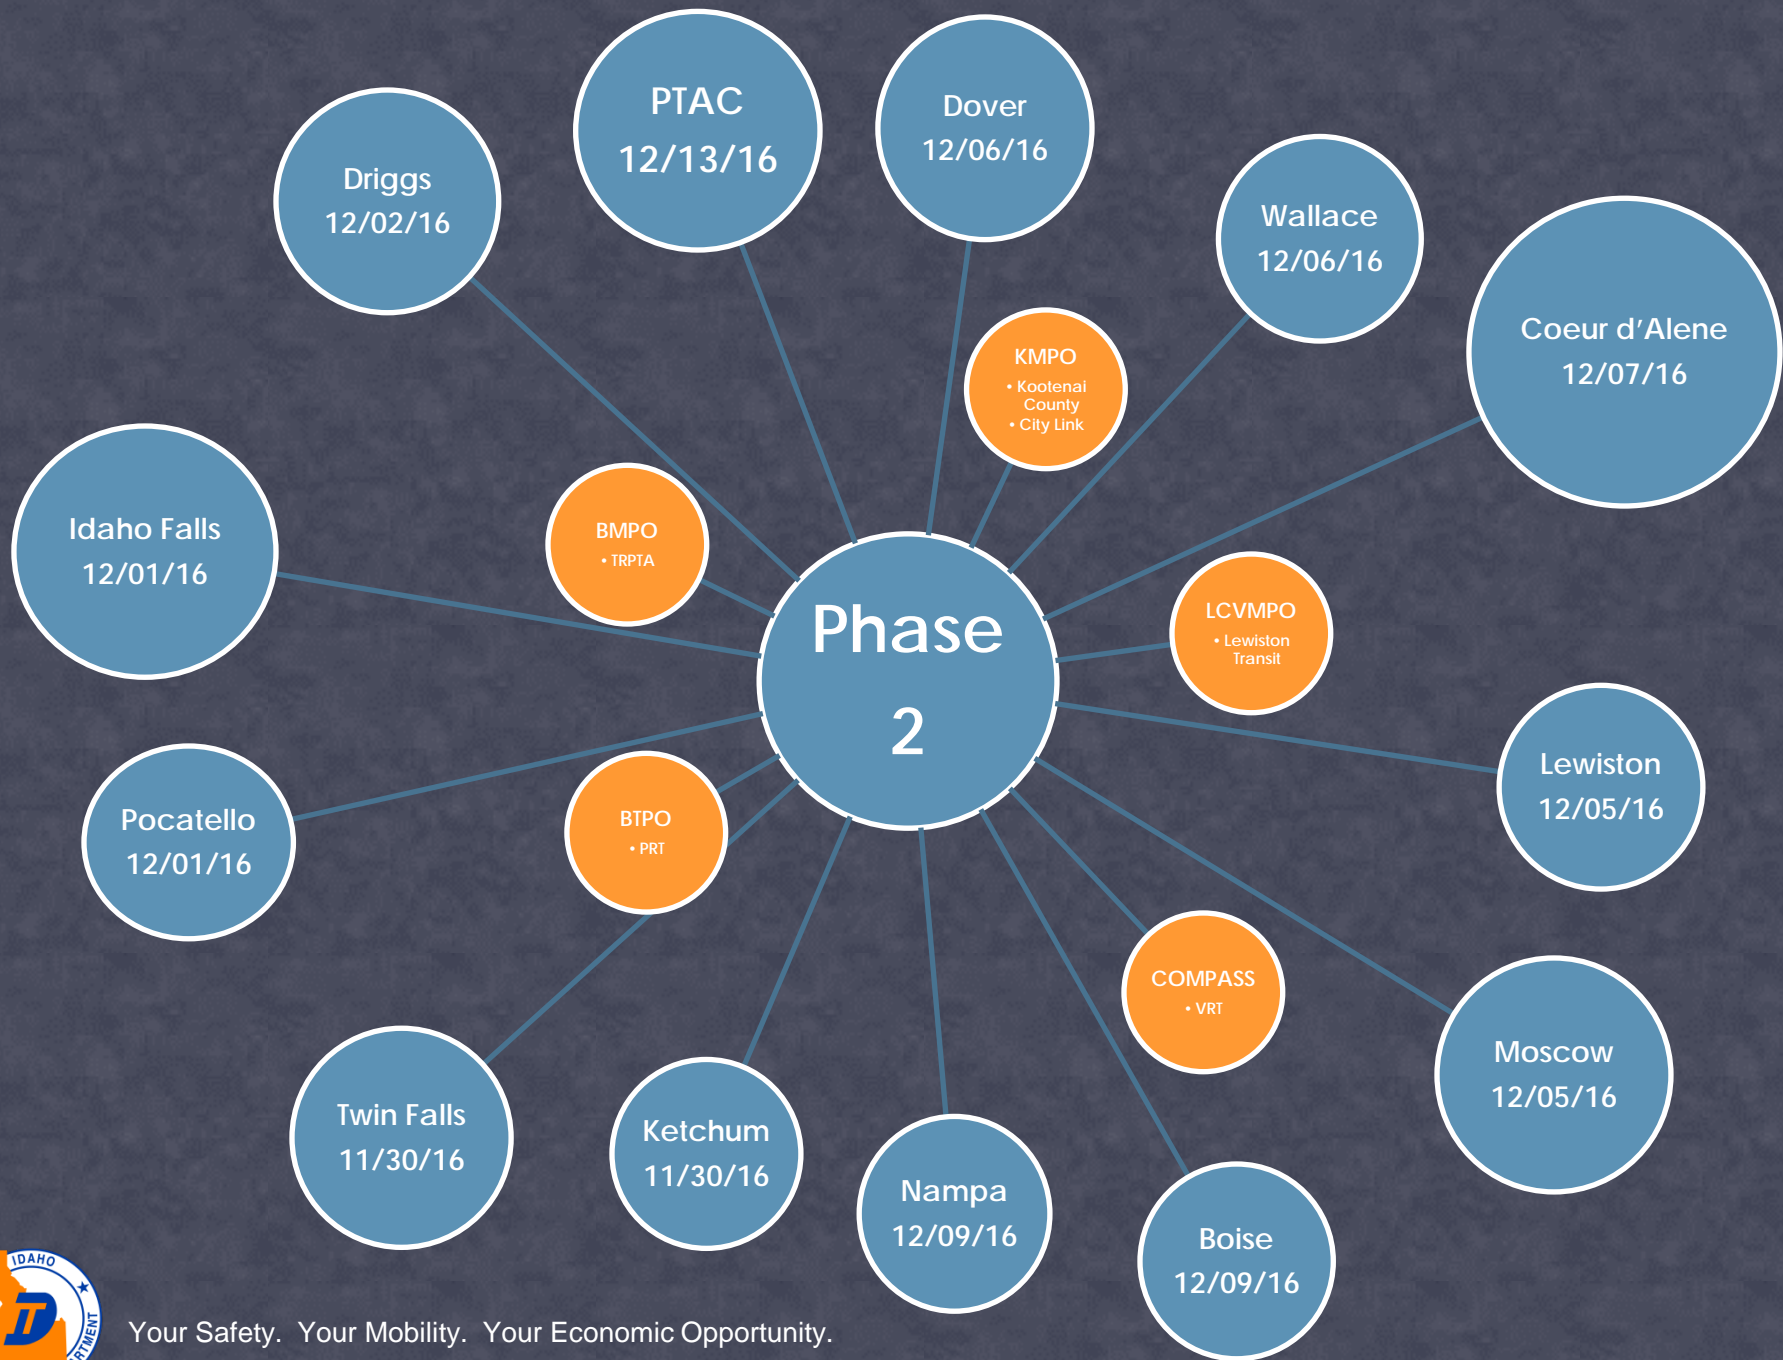 PTAC
12/13/16
Dover
12/06/16
Driggs
12/02/16
Wallace
12/06/16
Coeur d’Alene
12/07/16
KMPO
• Kootenai
County
• City Link
Idaho Falls
12/01/16
BMPO
• TRPTA
Phase
2
LCVMPO
• Lewiston
Transit
Lewiston
12/05/16
Pocatello
12/01/16
BTPO
• PRT
COMPASS
• VRT
Moscow
12/05/16
Twin Falls
11/30/16
Ketchum
11/30/16
Nampa
12/09/16
Boise
12/09/16
IDAHO
IT
Your Safety. Your Mobility. Your Economic Opportunity.